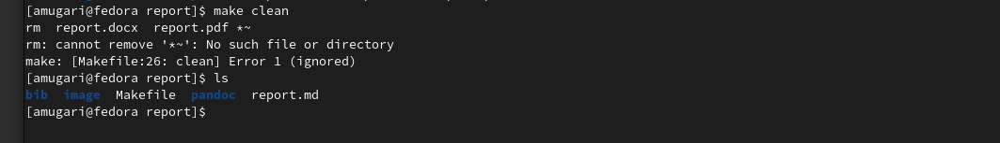 [amugari@fedora report]$ make clean
rm  report.docx  report.pdf *~
rm: cannot remove '*~': No such file or directory
make: [Makefile:26: clean] Error 1 (ignored)
[amugari@fedora report]$ ls
bib  image  Makefile  pandoc  report.md
[amugari@fedora report]$